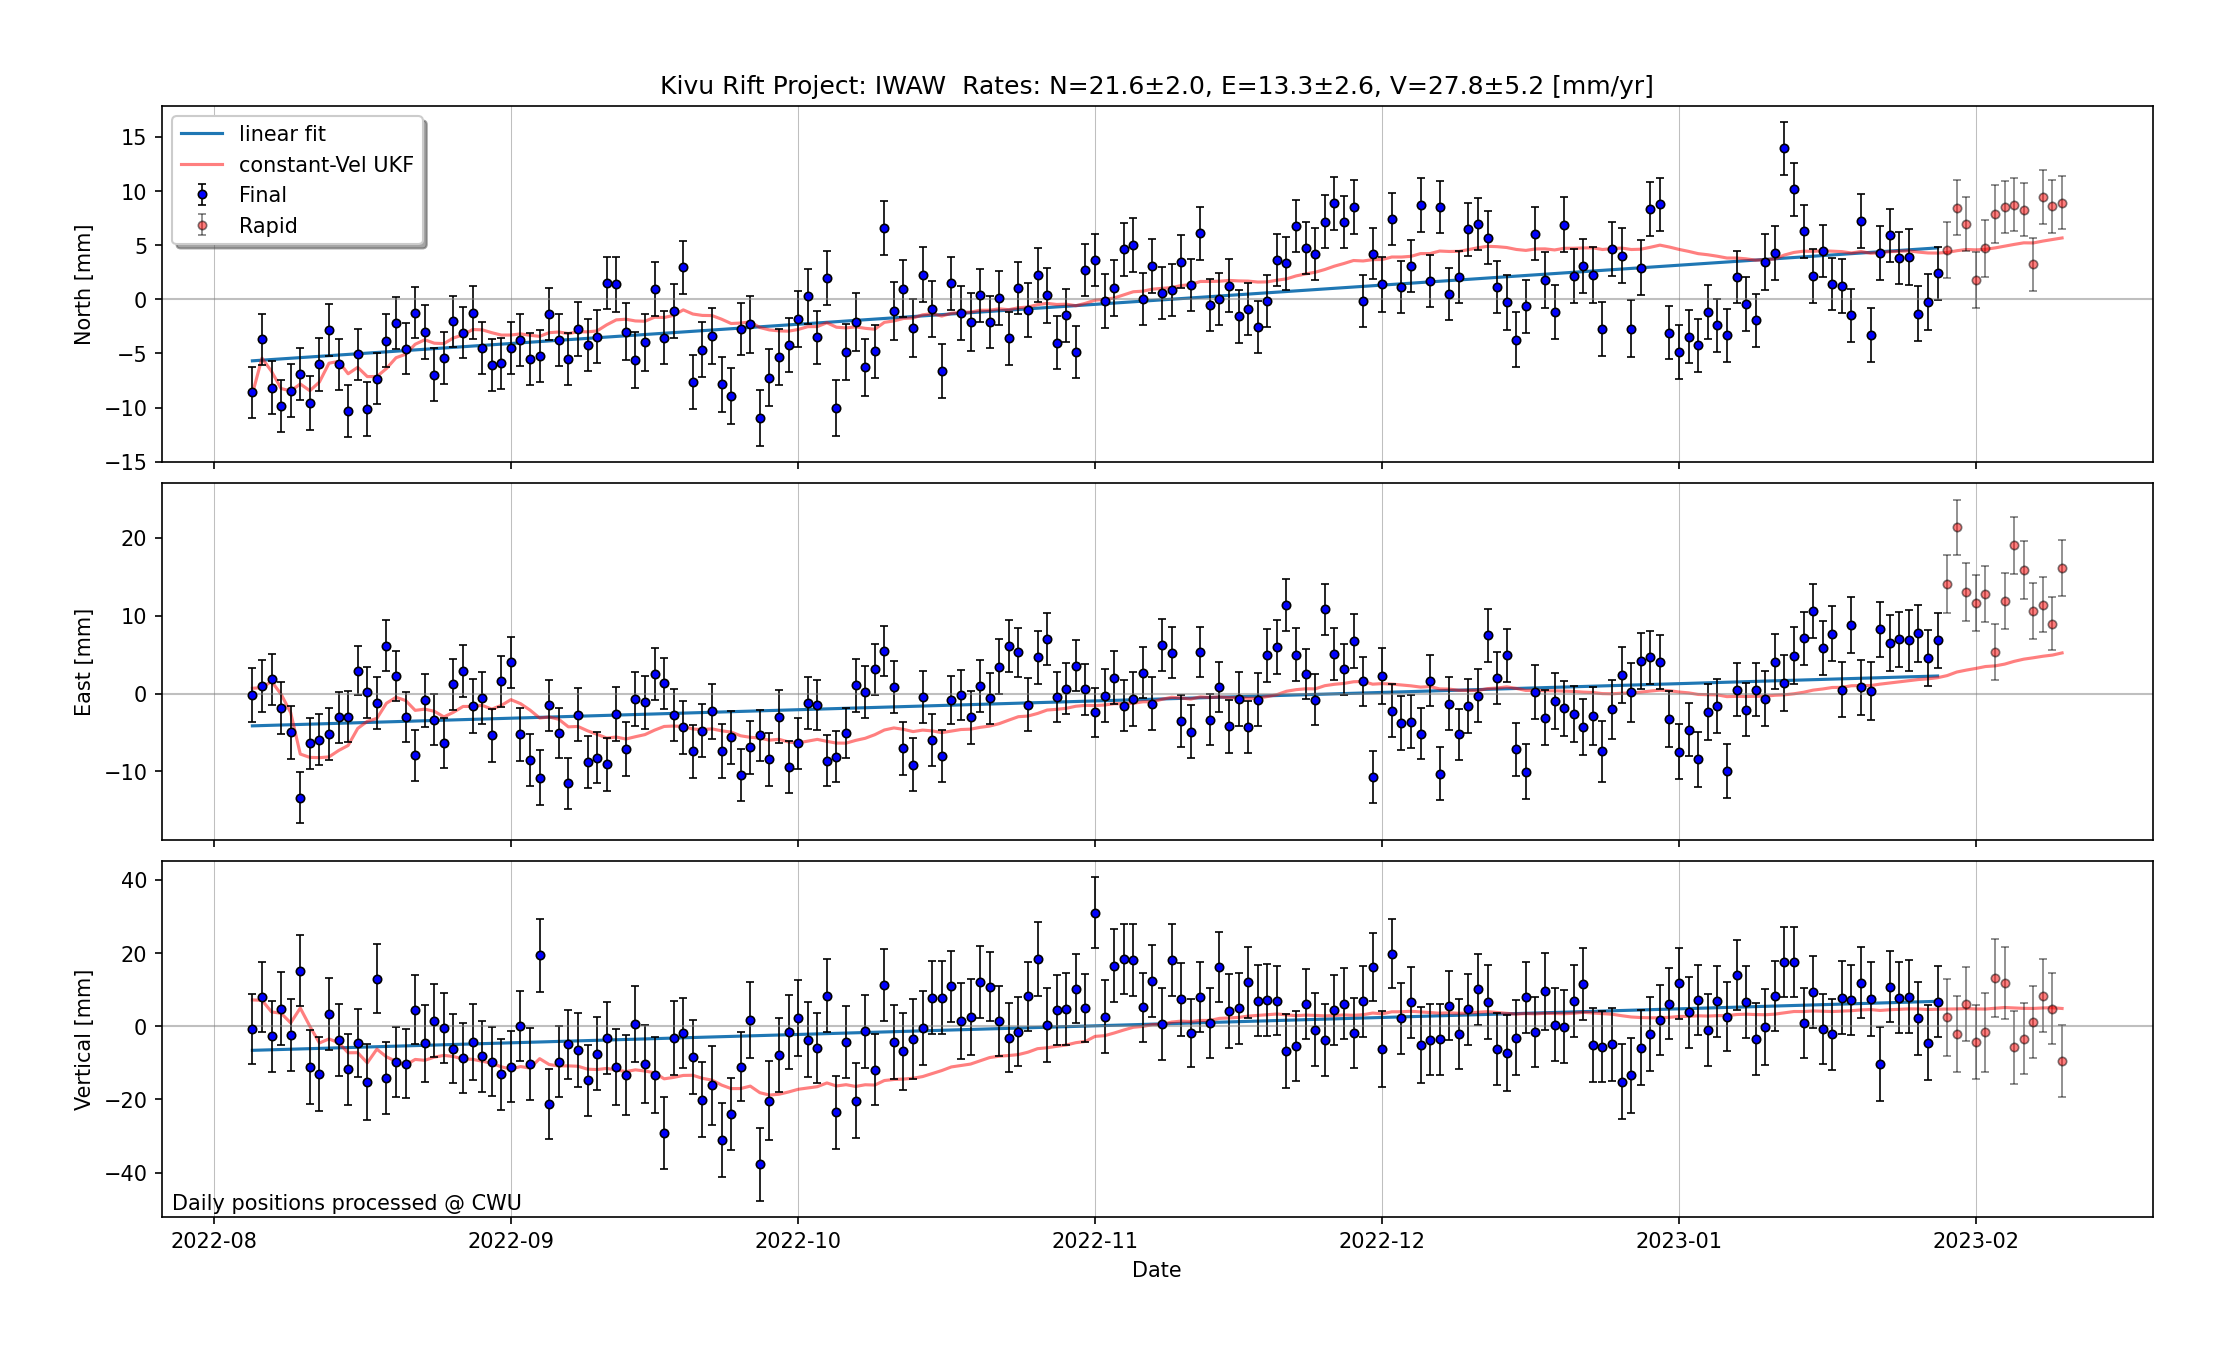 Kivu Rift Project: IWAW  Rates: N=21.6±2.0, E=13.3±2.6, V=27.8±5.2 [mm/yr]
linear fit
constant-Vel UKF
Final
Rapid
North [mm]
15
10
5
0
−5
−10
−15
East [mm]
20
10
0
−10
Vertical [mm]
40
20
0
−20
−40
Daily positions processed @ CWU
2022-08 2022-09 2022-10 2022-11 2022-12 2023-01 2023-02
Date